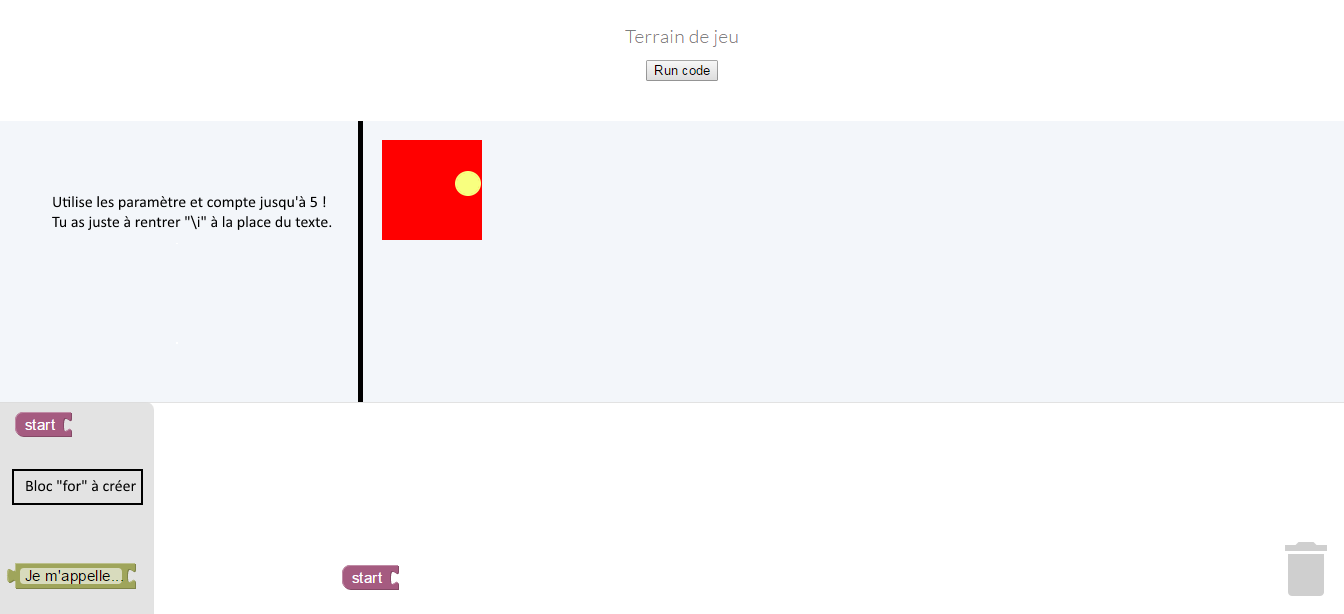 Terrain de jeu
Run code
Utilise les paramètre et compte jusqu'à 5 !
Tu as juste à rentrer "\i" à la place du texte.
start
Bloc "for" à créer
Je m'appelle...
start